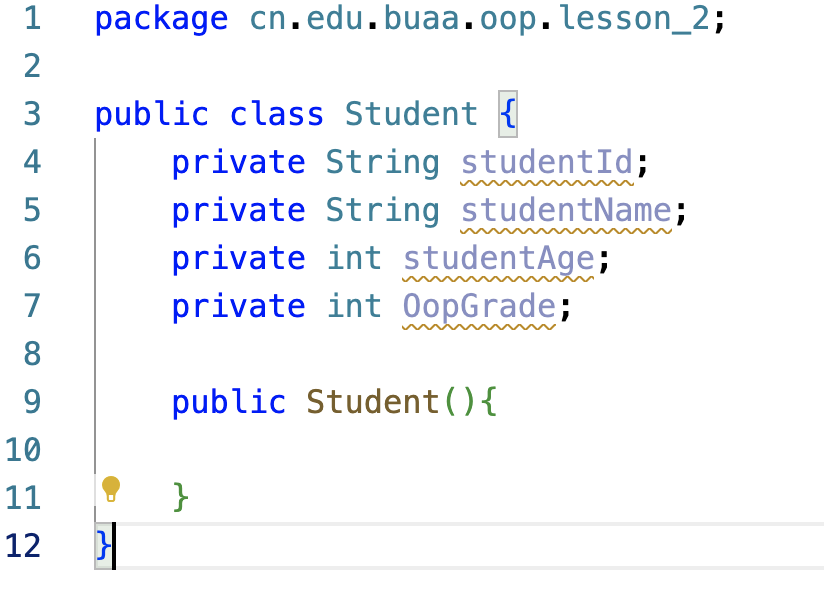 1 package cn.edu.buaa.oop.lesson_2;
2
3 public class Student {
4     private String studentId;
5     private String studentName;
6     private int studentAge;
7     private int OopGrade;
8
9     public Student(){
10
11     }
12 }